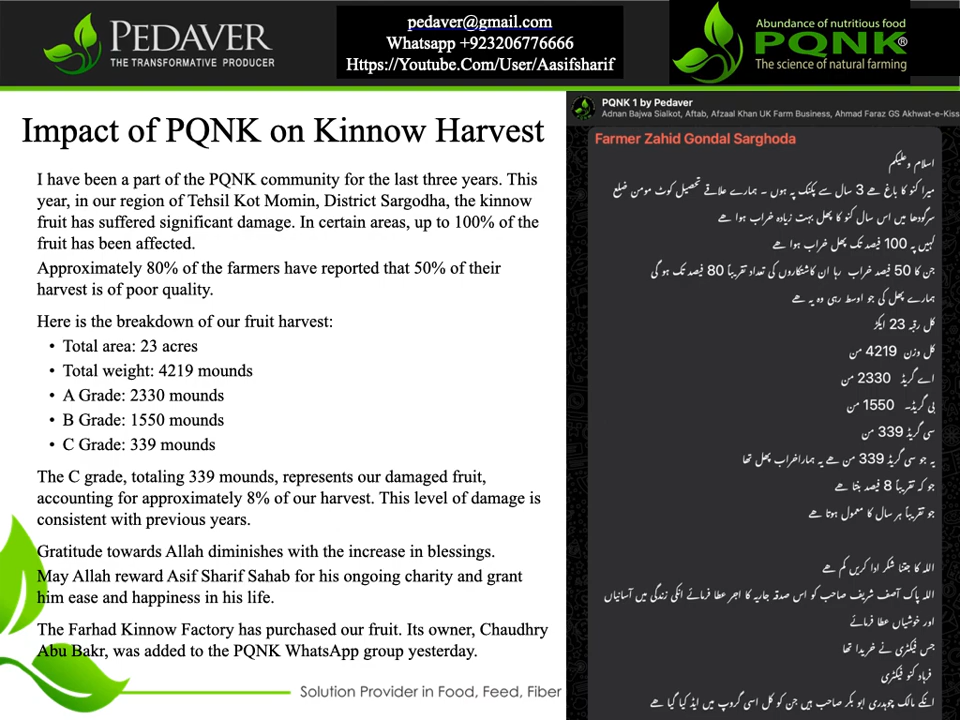 PEDAVER
THE TRANSFORMATIVE PRODUCER
pedaver@gmail.com
Whatsapp +923206776666
Https://Youtube.Com/User/Aasifsharif
Abundance of nutritious food
PQNK®
The science of natural farming
Impact of PQNK on Kinnow Harvest
I have been a part of the PQNK community for the last three years. This
year, in our region of Tehsil Kot Momin, District Sargodha, the kinnow
fruit has suffered significant damage. In certain areas, up to 100% of the
fruit has been affected.
Approximately 80% of the farmers have reported that 50% of their
harvest is of poor quality.
Here is the breakdown of our fruit harvest:
• Total area: 23 acres
• Total weight: 4219 mounds
• A Grade: 2330 mounds
• B Grade: 1550 mounds
• C Grade: 339 mounds
The C grade, totaling 339 mounds, represents our damaged fruit,
accounting for approximately 8% of our harvest. This level of damage is
consistent with previous years.
Gratitude towards Allah diminishes with the increase in blessings.
May Allah reward Asif Sharif Sahab for his ongoing charity and grant
him ease and happiness in his life.
The Farhad Kinnow Factory has purchased our fruit. Its owner, Chaudhry
Abu Bakr, was added to the PQNK WhatsApp group yesterday.
Solution Provider in Food, Feed, Fiber
PQNK 1 by Pedaver
Adnan Bajwa Sialkot, Aftab, Afzaal Khan UK Farm Business, Ahmad Faraz GS Akhwat-e-Kiss
Farmer Zahid Gondal Sarghoda
اسلام وعلیکم
میرا کنو کا باغ ھے 3 سال سے پکنک پہ ہوں ۔ ہمارے علاقے تحصیل کوٹ مومن ضلع
سرگودھا میں اس سال کنو کا پھل بہت زیادہ خراب ہوا ھے
کہیں پہ 100 فیصد تک پھل خراب ہوا ھے
جن کا 50 فیصد خراب رہا ان کاشتکاروں کی تعداد تقریباً 80 فیصد تک ہو گی
ہمارے پھل کی جو اوسط رہی وہ یہ ھے
کل رقبہ 23 ایکڑ
کل وزن 4219 من
اے گریڈ 2330 من
بی گریڈ۔ 1550 من
سی گریڈ 339 من
یہ جو سی گریڈ 339 من ھے یہ ہمارا خراب پھل تھا
جو کہ تقریباً 8 فیصد بنتا ھے
جو تقریباً ہر سال کا معمول ہوتا ھے
اللہ کا جتنا شکر ادا کریں کم ھے
اللہ پاک آصف شریف صاحب کو اس صدقہ جاریہ کا اجر عطا فرمائے انکی زندگی میں آسانیاں
اور خوشیاں عطا فرمائے
جس فیکٹری نے خریدا تھا
فرہاد کنو فیکٹری
انکے مالک چوہدری ابو بکر صاحب ہیں جن کو کل اسی گروپ میں ایڈ کیا گیا ھے